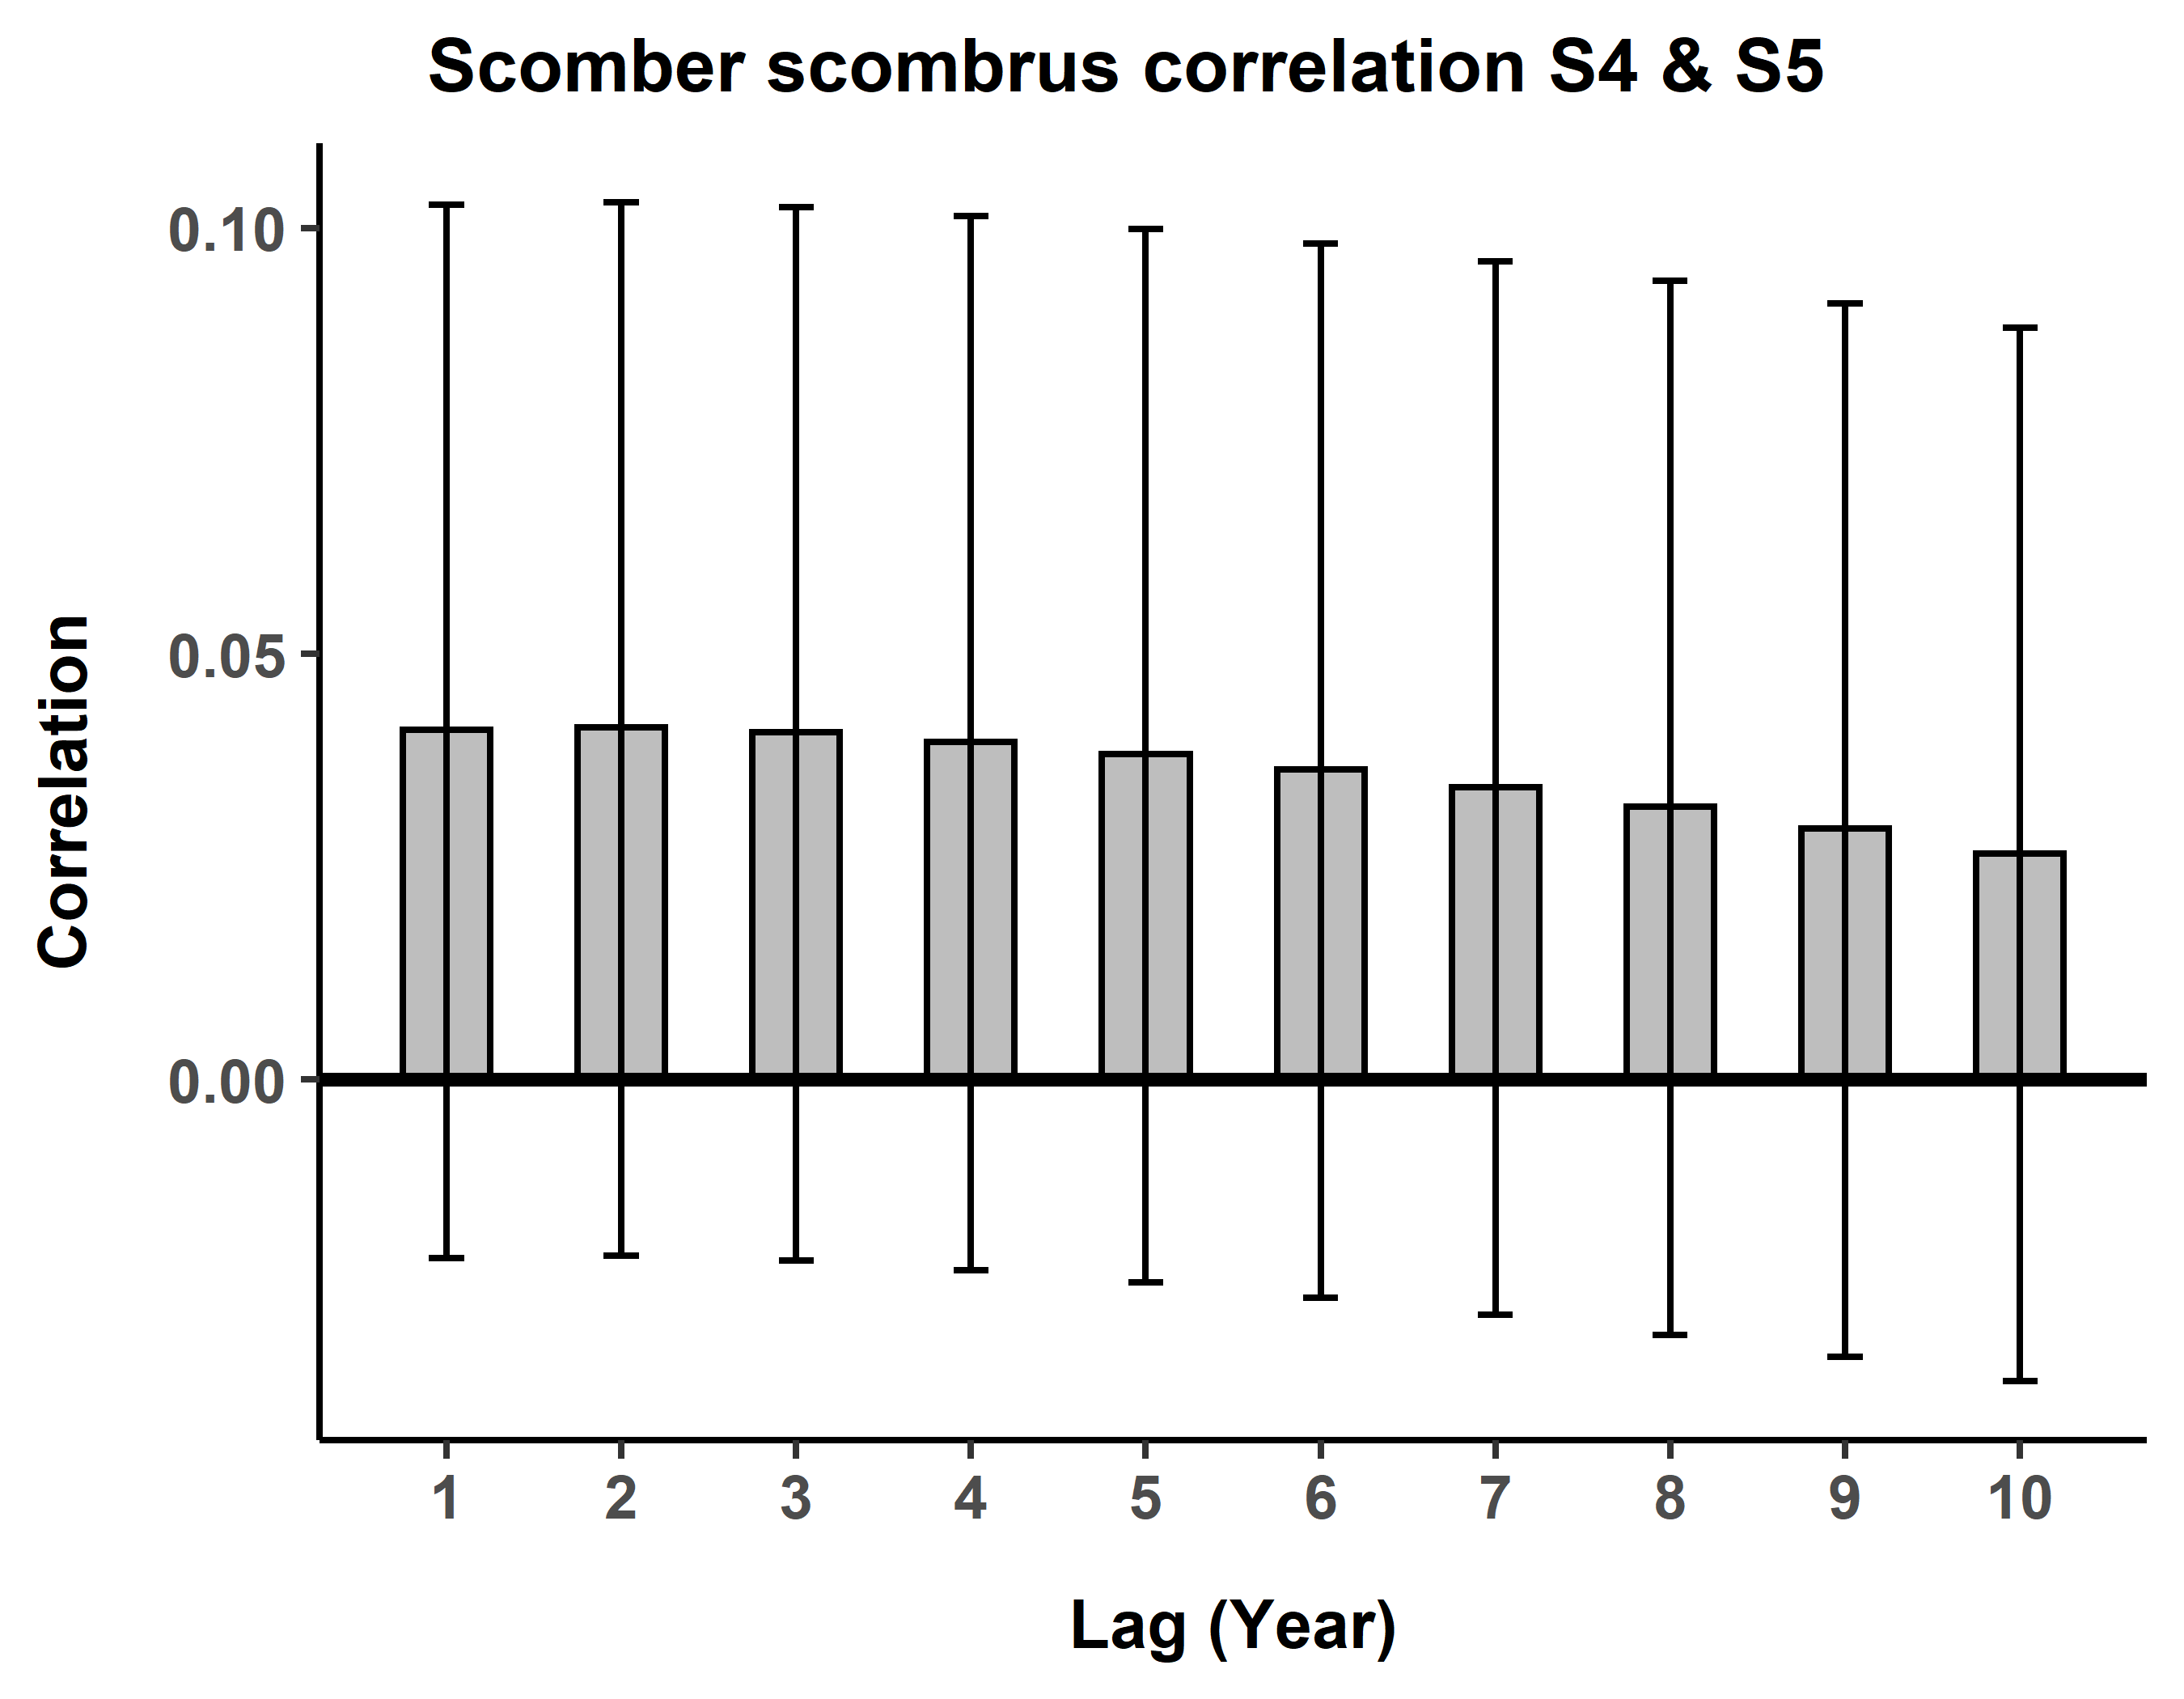 Scomber scombrus correlation S4 & S5
0.10
0.05
0.00
Correlation
1 2 3 4 5 6 7 8 9 10
Lag (Year)